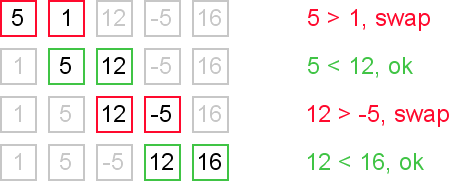 5 1 12 -5 16 5 > 1, swap
1 5 12 -5 16 5 < 12, ok
1 5 12 -5 16 12 > -5, swap
1 5 -5 12 16 12 < 16, ok